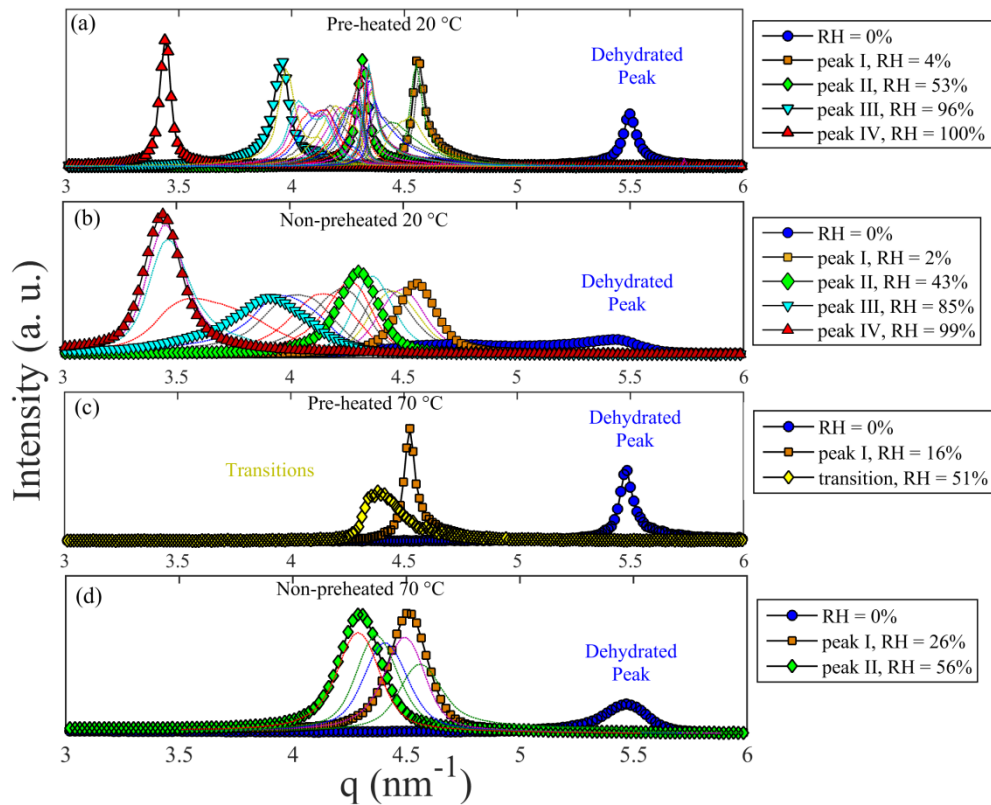 Intensity (a. u.)
(a)
Pre-heated 20 °C
Dehydrated
Peak
RH = 0%
peak I, RH = 4%
peak II, RH = 53%
peak III, RH = 96%
peak IV, RH = 100%
3 3.5 4 4.5 5 5.5 6
(b)
Non-preheated 20 °C
Dehydrated
Peak
RH = 0%
peak I, RH = 2%
peak II, RH = 43%
peak III, RH = 85%
peak IV, RH = 99%
3 3.5 4 4.5 5 5.5 6
(c)
Pre-heated 70 °C
Transitions
Dehydrated
Peak
RH = 0%
peak I, RH = 16%
transition, RH = 51%
3 3.5 4 4.5 5 5.5 6
(d)
Non-preheated 70 °C
Dehydrated
Peak
RH = 0%
peak I, RH = 26%
peak II, RH = 56%
3 3.5 4 4.5 5 5.5 6
q (nm⁻¹)